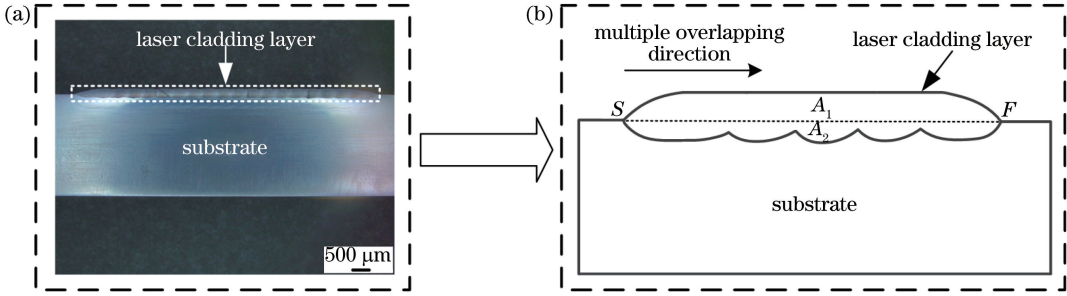 (a)
laser cladding layer
substrate
500 μm
(b)
multiple overlapping
direction
laser cladding layer
S
A1
F
A2
substrate